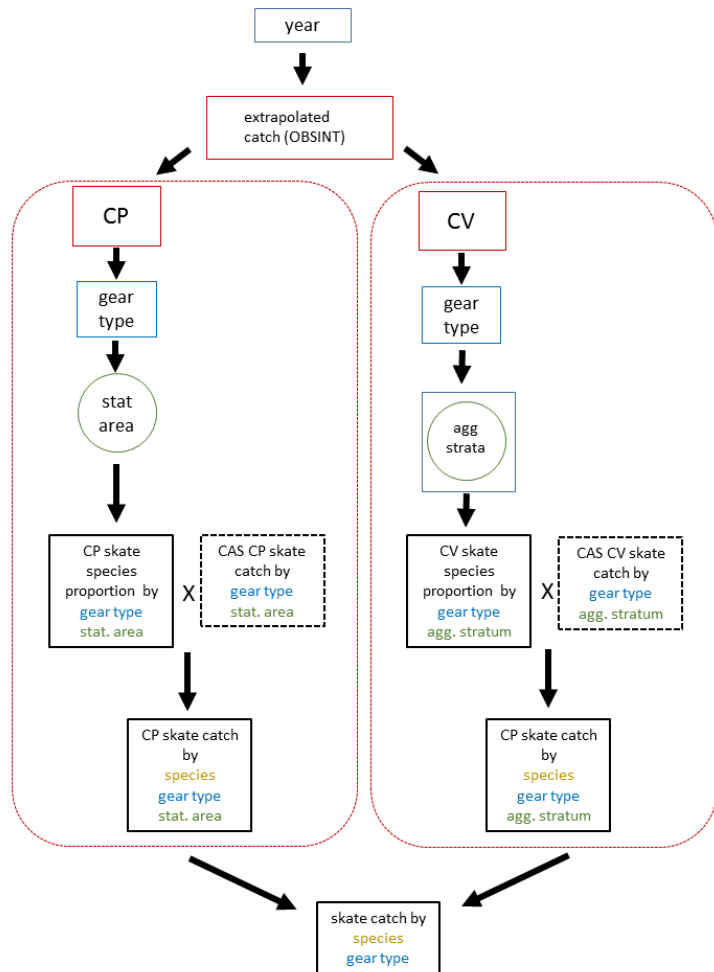 year
extrapolated
catch (OBSINT)
CP
gear
type
stat
area
CP skate
species
proportion by
gear type
stat. area
X
CAS CP skate
catch by
gear type
stat. area
CP skate catch
by
species
gear type
stat. area
CV
gear
type
agg
strata
CV skate
species
proportion by
gear type
agg. stratum
X
CAS CV skate
catch by
gear type
agg. stratum
CP skate catch
by
species
gear type
agg. stratum
skate catch by
species
gear type